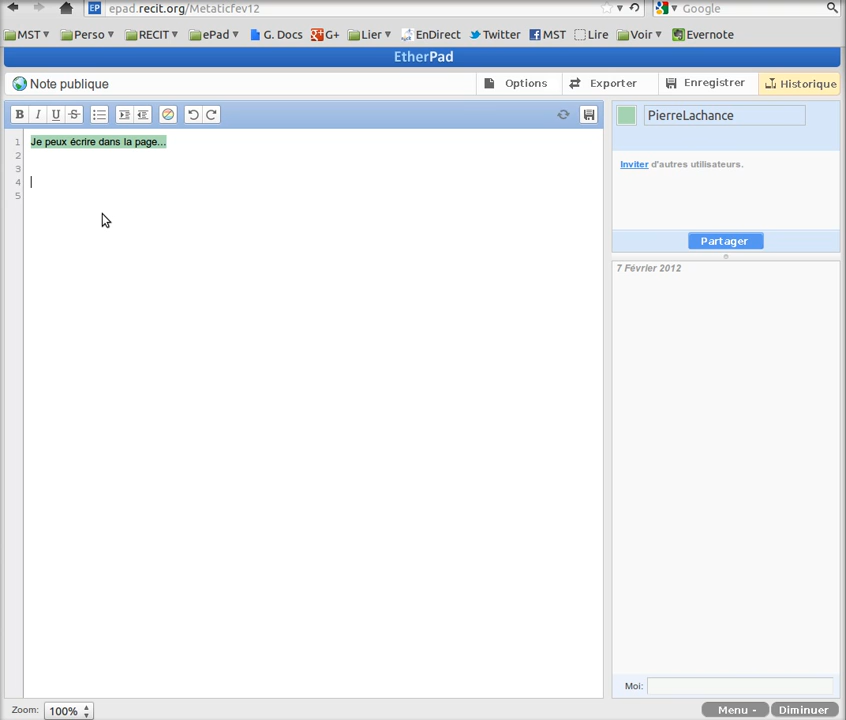 EP epad.recit.org/Metaticfev12 Google
MST Perso RECIT ePad G. Docs G+ Lier EnDirect Twitter MST Lire Voir Evernote
EtherPad
Note publique Options Exporter Enregistrer Historique
B I U S
PierreLachance
1 Je peux écrire dans la page...
2
3
4
5
Inviter d'autres utilisateurs.
Partager
7 Février 2012
Moi:
Zoom: 100% Menu - Diminuer